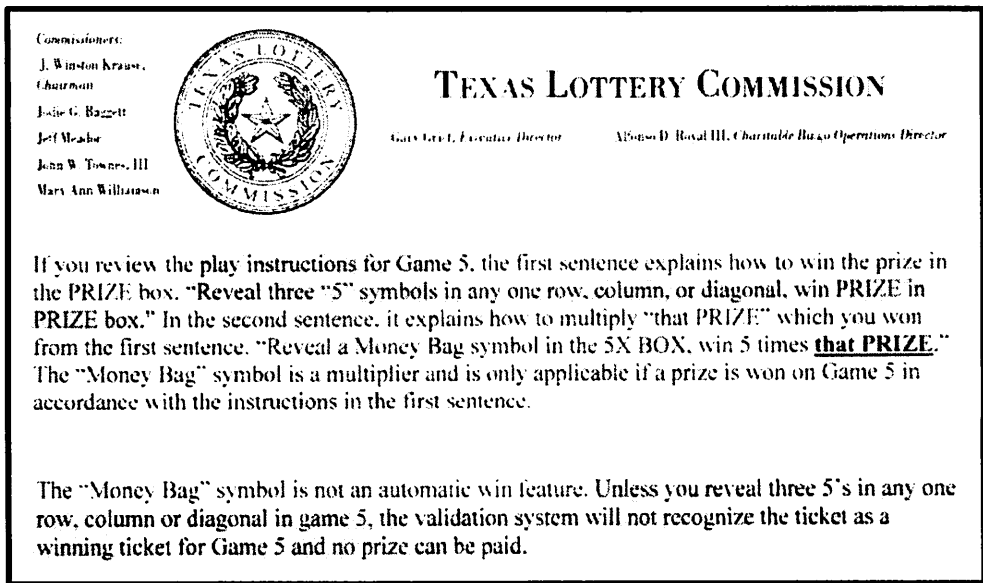 Commissioners:
J. Winston Krause,
Chairman
Jodie G. Baggett
Jeff Meador
John W. Townes, III
Mary Ann Williamson
TEXAS LOTTERY
COMMISSION
TEXAS LOTTERY COMMISSION
Gary Grief, Executive Director Alfonso D. Royal III, Charitable Bingo Operations Director
If you review the play instructions for Game 5, the first sentence explains how to win the prize in
the PRIZE box. “Reveal three “5” symbols in any one row, column, or diagonal, win PRIZE in
PRIZE box.” In the second sentence, it explains how to multiply “that PRIZE” which you won
from the first sentence. “Reveal a Money Bag symbol in the 5X BOX, win 5 times that PRIZE.”
The “Money Bag” symbol is a multiplier and is only applicable if a prize is won on Game 5 in
accordance with the instructions in the first sentence.
The “Money Bag” symbol is not an automatic win feature. Unless you reveal three 5's in any one
row, column or diagonal in game 5, the validation system will not recognize the ticket as a
winning ticket for Game 5 and no prize can be paid.